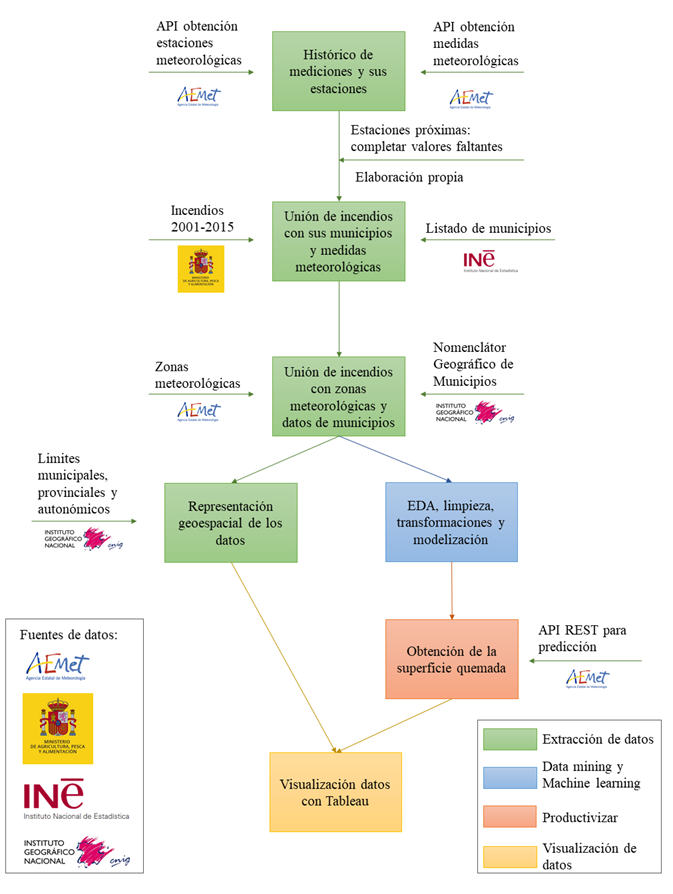 API obtención
estaciones
meteorológicas
AEMet
Agencia Estatal de Meteorología
Histórico de
mediciones y sus
estaciones
API obtención
medidas
meteorológicas
AEMet
Agencia Estatal de Meteorología
Estaciones próximas:
completar valores faltantes
Elaboración propia
Incendios
2001-2015
MINISTERIO
DE AGRICULTURA, PESCA
Y ALIMENTACIÓN
Unión de incendios
con sus municipios
y medidas
meteorológicas
Listado de municipios
INe
Instituto Nacional de Estadística
Zonas
meteorológicas
AEMet
Agencia Estatal de Meteorología
Unión de incendios
con zonas
meteorológicas y
datos de municipios
Nomenclátor
Geográfico de
Municipios
INSTITUTO
GEOGRÁFICO
NACIONAL
cnig
Limites
municipales,
provinciales y
autonómicos
INSTITUTO
GEOGRÁFICO
NACIONAL
cnig
Representación
geoespacial de los
datos
EDA, limpieza,
transformaciones y
modelización
Obtención de la
superficie quemada
API REST para
predicción
AEMet
Agencia Estatal de Meteorología
Visualización datos
con Tableau
Fuentes de datos:
AEMet
Agencia Estatal de Meteorología
MINISTERIO
DE AGRICULTURA, PESCA
Y ALIMENTACIÓN
INe
Instituto Nacional de Estadística
INSTITUTO
GEOGRÁFICO
NACIONAL
cnig
Extracción de datos
Data mining y
Machine learning
Productivizar
Visualización de
datos